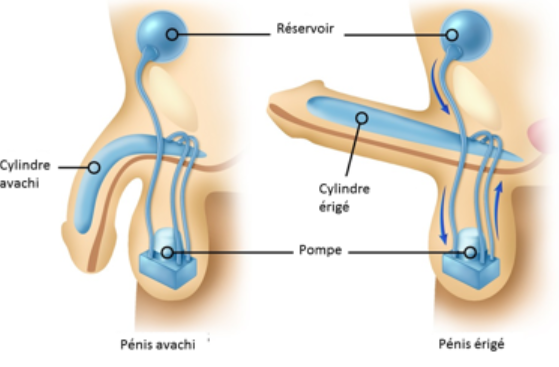 Réservoir
Cylindre
avachi
Cylindre
érigé
Pompe
Pénis avachi
Pénis érigé